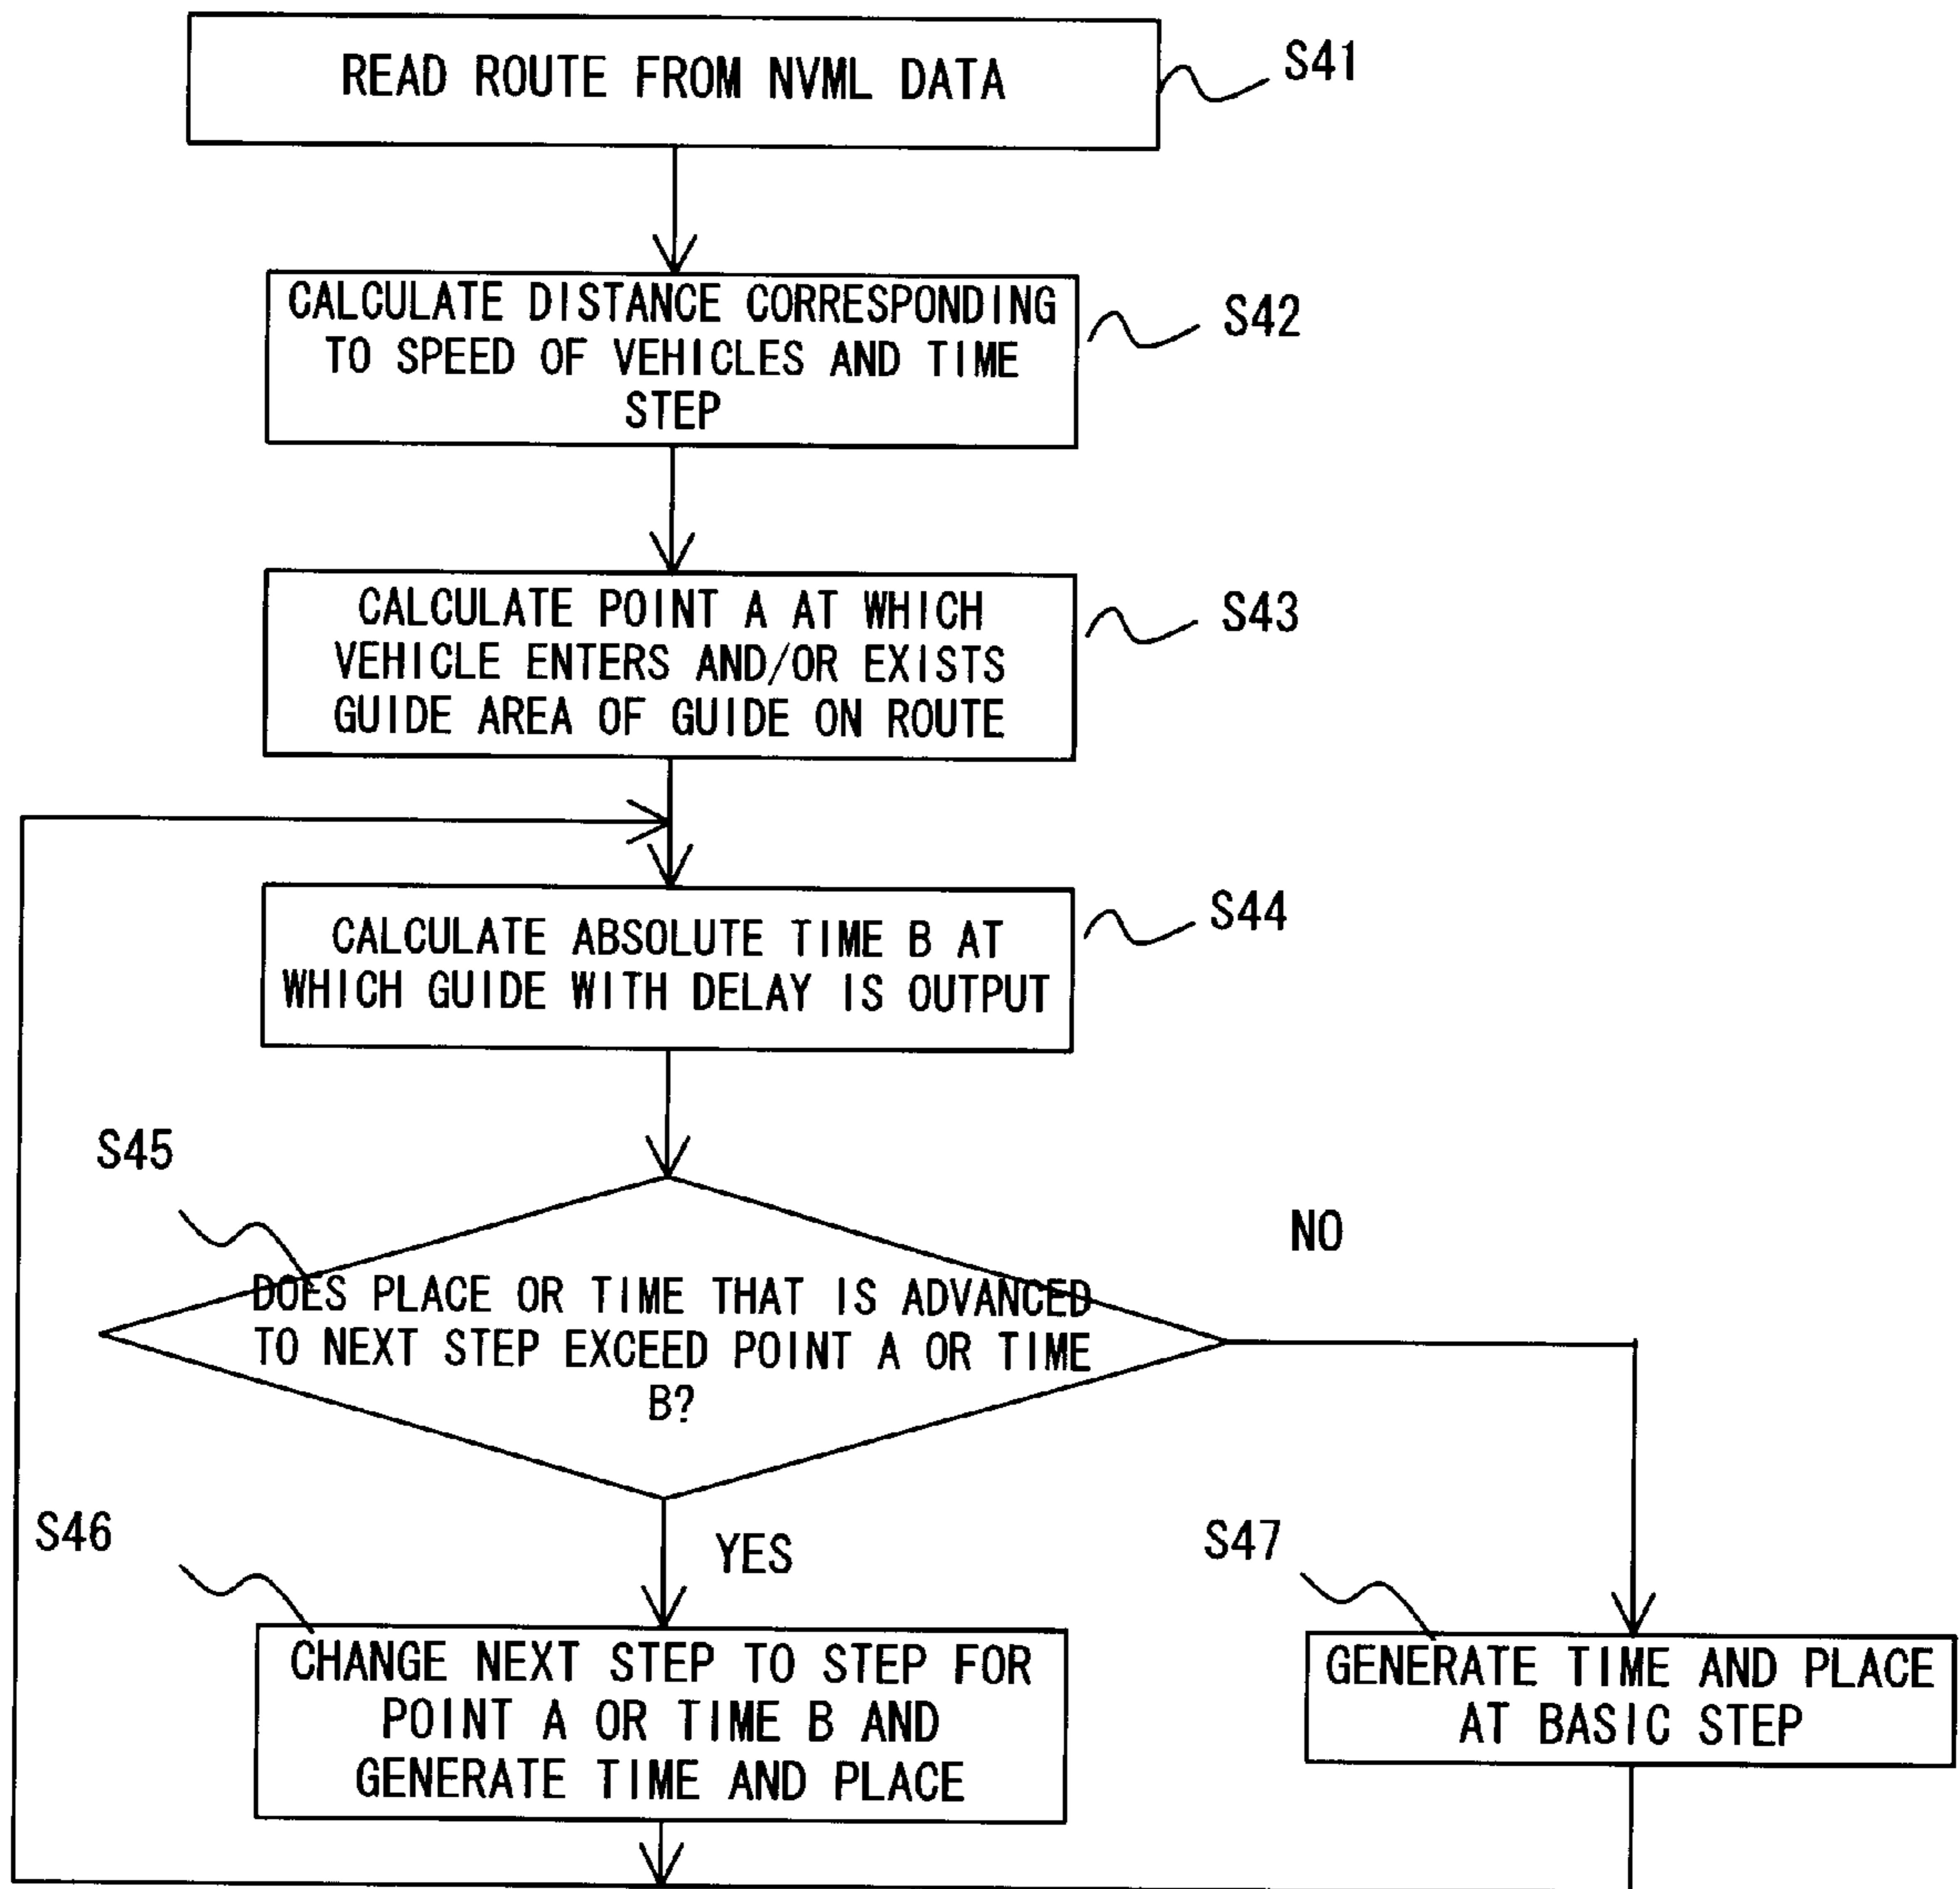 READ ROUTE FROM NVML DATA
S41
CALCULATE DISTANCE CORRESPONDING
TO SPEED OF VEHICLES AND TIME
STEP
S42
CALCULATE POINT A AT WHICH
VEHICLE ENTERS AND/OR EXISTS
GUIDE AREA OF GUIDE ON ROUTE
S43
CALCULATE ABSOLUTE TIME B AT
WHICH GUIDE WITH DELAY IS OUTPUT
S44
S45
DOES PLACE OR TIME THAT IS ADVANCED
TO NEXT STEP EXCEED POINT A OR TIME
B?
NO
YES
S46
CHANGE NEXT STEP TO STEP FOR
POINT A OR TIME B AND
GENERATE TIME AND PLACE
S47
GENERATE TIME AND PLACE
AT BASIC STEP